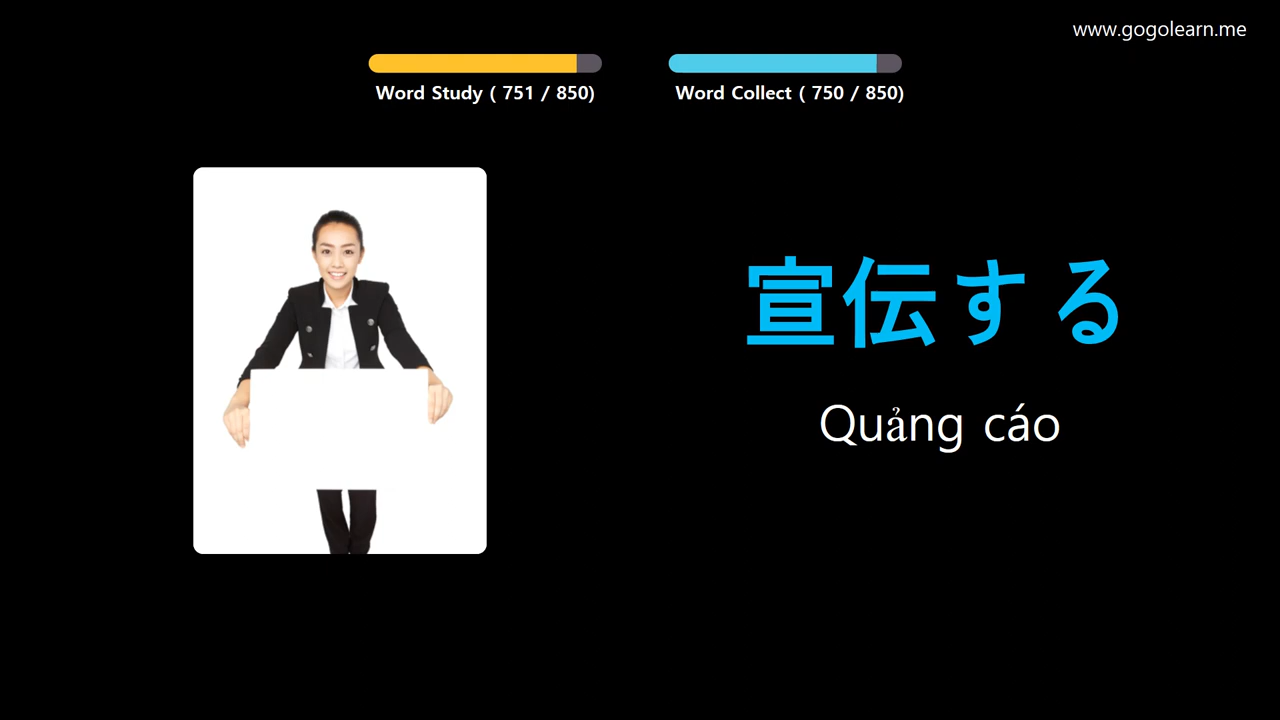 www.gogolearn.me
Word Study ( 751 / 850)
Word Collect ( 750 / 850)
宣伝する
Quảng cáo